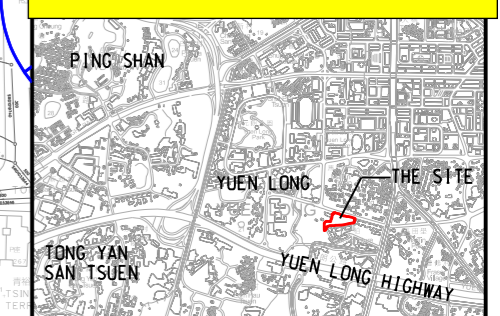 PING SHAN
YUEN LONG
THE SITE
TONG YAN
SAN TSUEN
YUEN LONG HIGHWAY